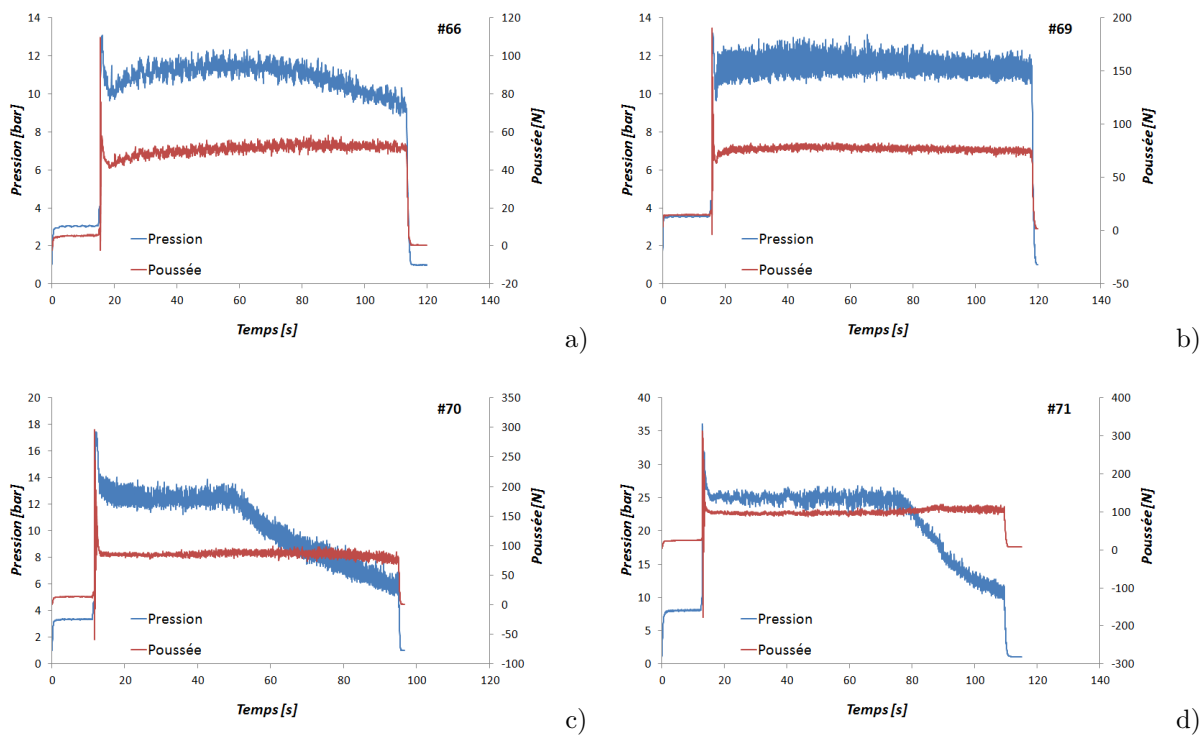 #66
14
12
10
8
6
4
2
0
Pression [bar]
120
100
80
60
40
20
0
-20
Poussée [N]
0 20 40 60 80 100 120 140
Temps [s]
Pression
Poussée
a)
#69
14
12
10
8
6
4
2
0
Pression [bar]
200
150
100
50
0
-50
Poussée [N]
0 20 40 60 80 100 120 140
Temps [s]
Pression
Poussée
b)
#70
20
18
16
14
12
10
8
6
4
2
0
Pression [bar]
350
300
250
200
150
100
50
0
-50
-100
Poussée [N]
0 20 40 60 80 100 120
Temps [s]
Pression
Poussée
c)
#71
40
35
30
25
20
15
10
5
0
Pression [bar]
400
300
200
100
0
-100
-200
-300
Poussée [N]
0 20 40 60 80 100 120 140
Temps [s]
Pression
Poussée
d)